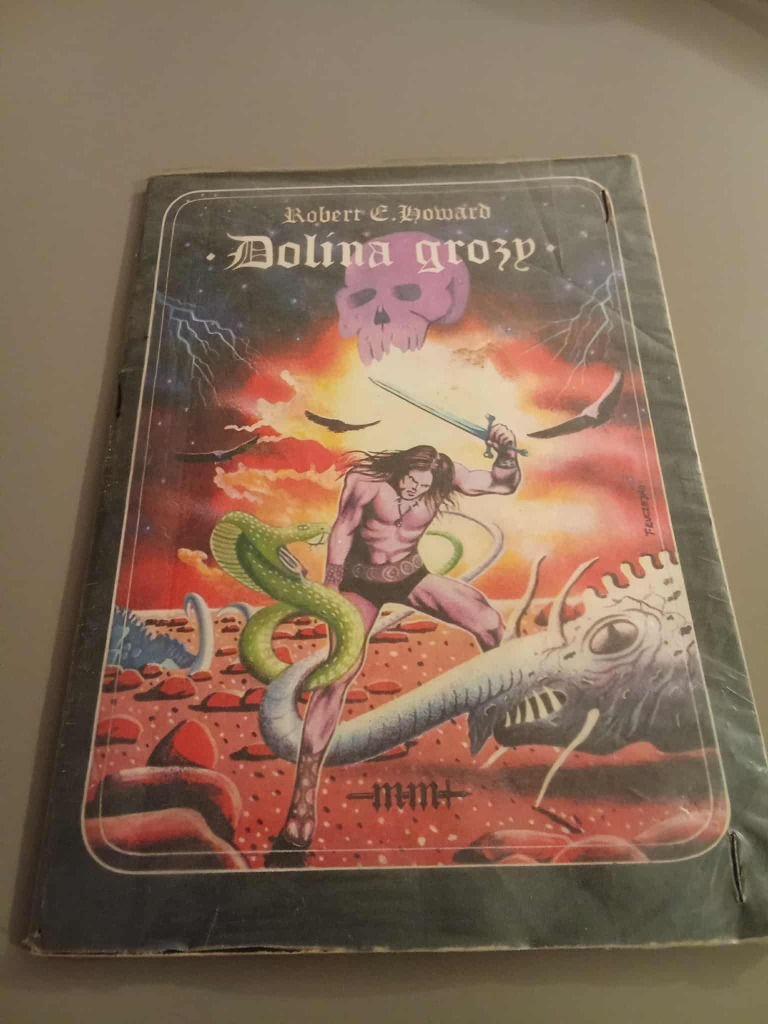 Robert E. Howard
· Dolina grozy ·